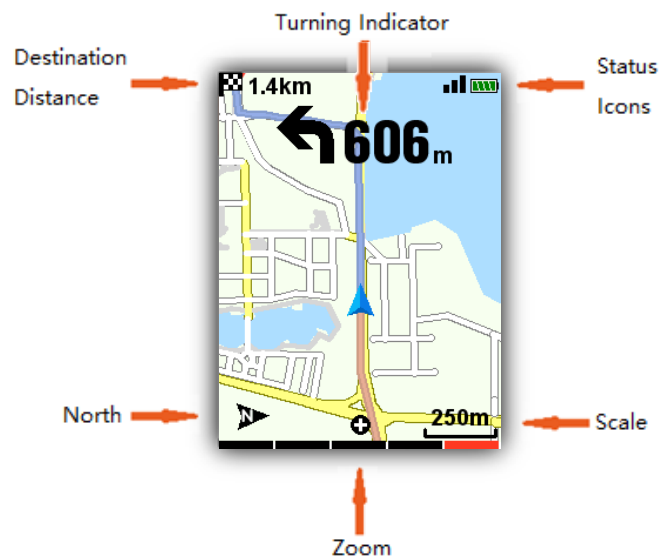 Turning Indicator
Destination
Distance
Status
Icons
1.4km
606m
North
N
250m
Scale
Zoom